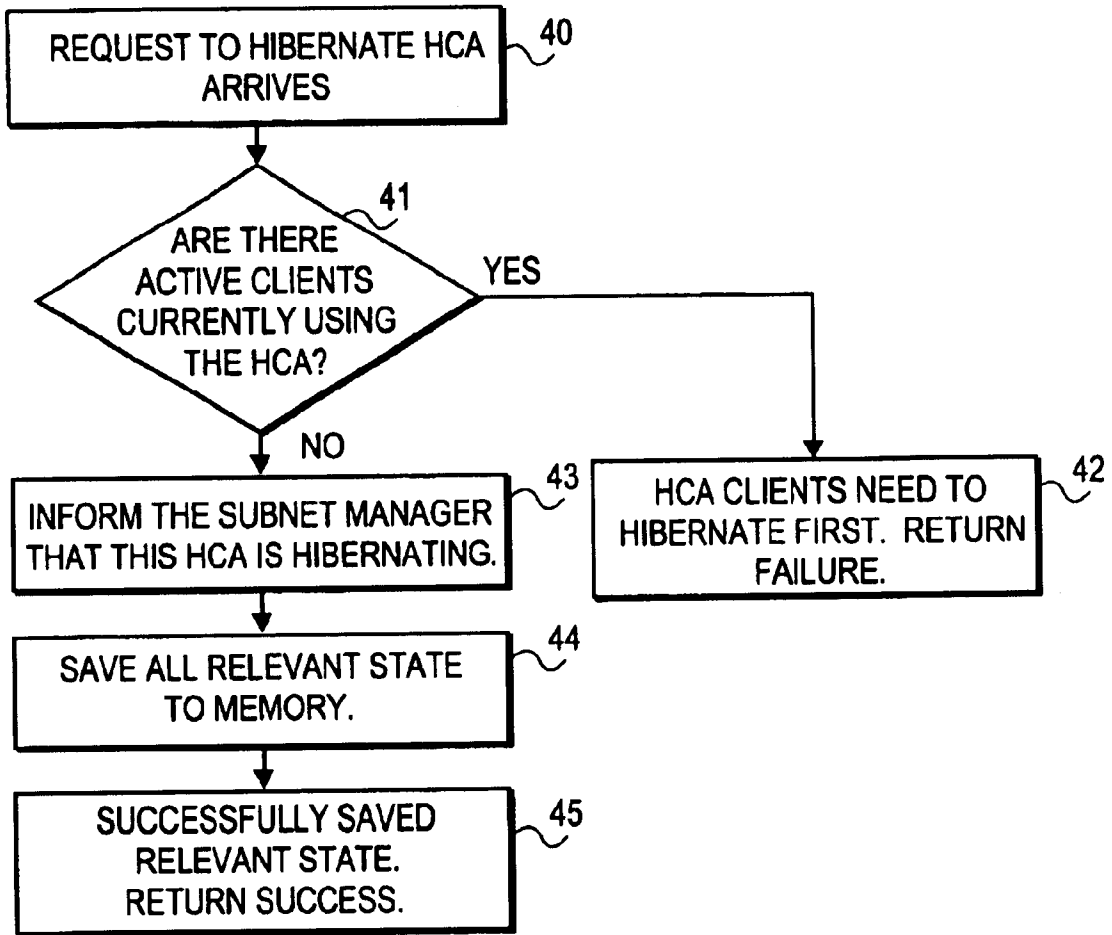 REQUEST TO HIBERNATE HCA
ARRIVES
40
41
ARE THERE
ACTIVE CLIENTS
CURRENTLY USING
THE HCA?
YES
NO
43
INFORM THE SUBNET MANAGER
THAT THIS HCA IS HIBERNATING.
42
HCA CLIENTS NEED TO
HIBERNATE FIRST. RETURN
FAILURE.
44
SAVE ALL RELEVANT STATE
TO MEMORY.
45
SUCCESSFULLY SAVED
RELEVANT STATE.
RETURN SUCCESS.